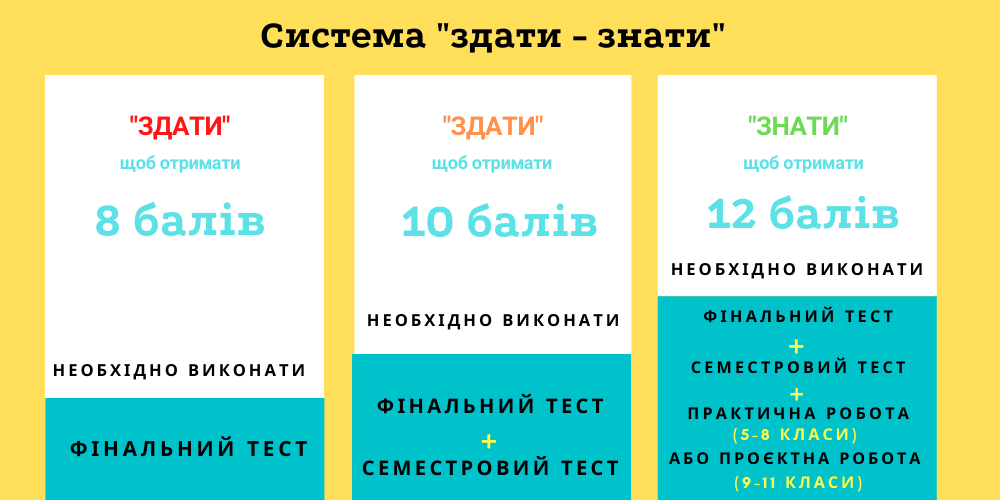 Система "здати - знати"
"ЗДАТИ"
щоб отримати
8 балів
НЕОБХІДНО ВИКОНАТИ
ФІНАЛЬНИЙ ТЕСТ
"ЗДАТИ"
щоб отримати
10 балів
НЕОБХІДНО ВИКОНАТИ
ФІНАЛЬНИЙ ТЕСТ
+
СЕМЕСТРОВИЙ ТЕСТ
"ЗНАТИ"
щоб отримати
12 балів
НЕОБХІДНО ВИКОНАТИ
ФІНАЛЬНИЙ ТЕСТ
+
СЕМЕСТРОВИЙ ТЕСТ
+
ПРАКТИЧНА РОБОТА
(5-8 КЛАСИ)
АБО ПРОЄКТНА РОБОТА
(9-11 КЛАСИ)